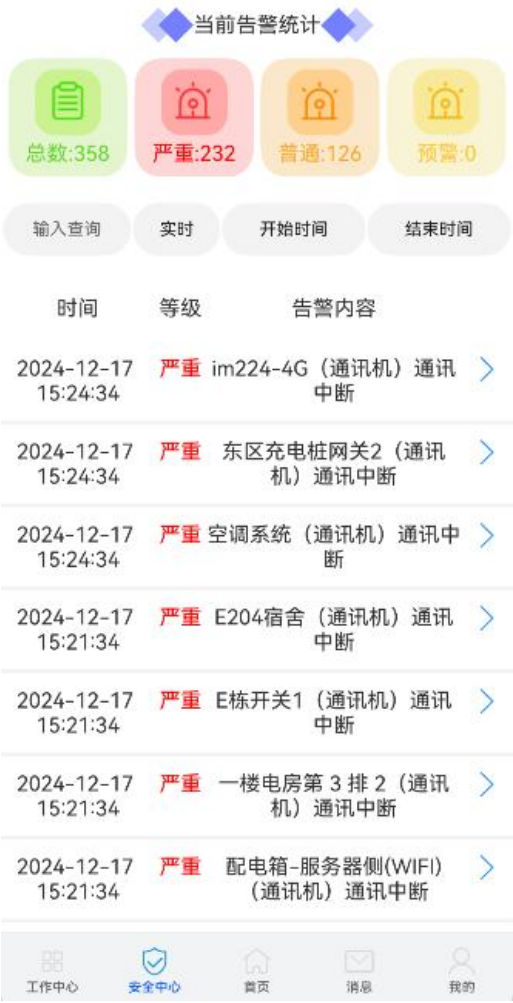 当前告警统计
总数:358 严重:232 普通:126 预警:0
输入查询 实时 开始时间 结束时间
时间 等级 告警内容
2024-12-17 严重 im224-4G（通讯机）通讯
15:24:34 中断
2024-12-17 严重 东区充电桩网关2（通讯
15:24:34 机）通讯中断
2024-12-17 严重 空调系统（通讯机）通讯中
15:24:34 断
2024-12-17 严重 E204宿舍（通讯机）通讯
15:21:34 中断
2024-12-17 严重 E栋开关1（通讯机）通讯
15:21:34 中断
2024-12-17 严重 一楼电房第 3 排 2（通讯
15:21:34 机）通讯中断
2024-12-17 严重 配电箱-服务器侧(WIFI)
15:21:34 （通讯机）通讯中断
工作中心 安全中心 首页 消息 我的